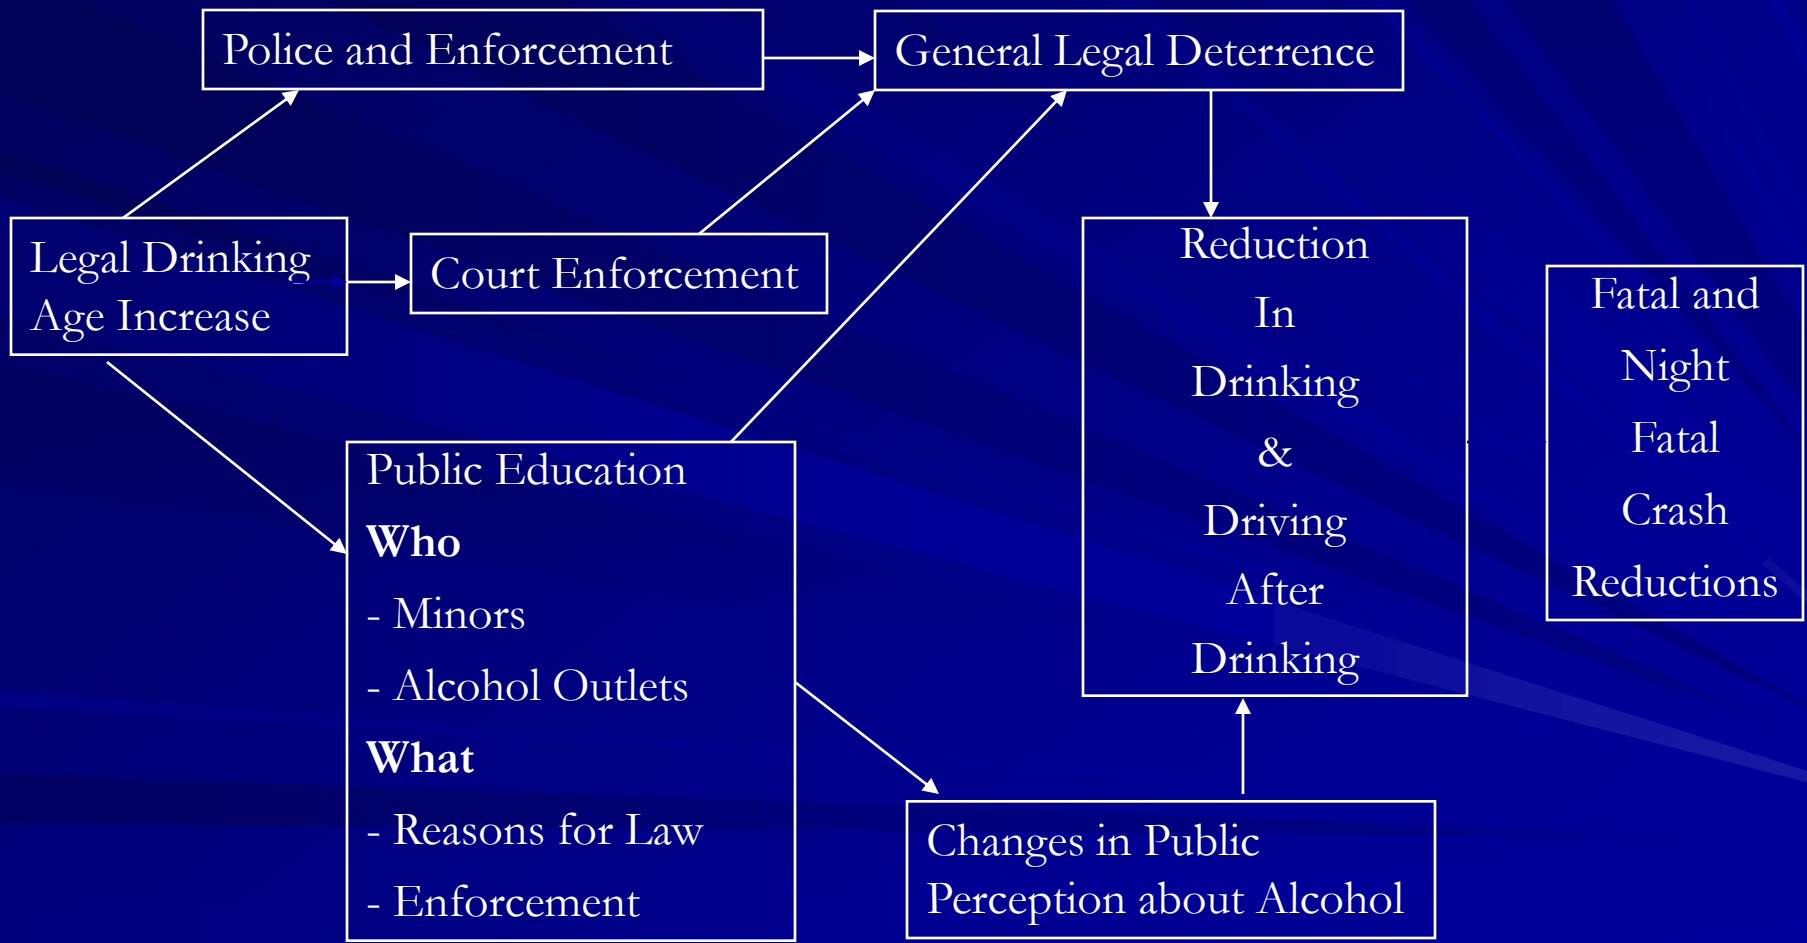 Police and Enforcement
General Legal Deterrence
Legal Drinking
Age Increase
Court Enforcement
Reduction
In
Drinking
&
Driving
After
Drinking
Fatal and
Night
Fatal
Crash
Reductions
Public Education
Who
- Minors
- Alcohol Outlets
What
- Reasons for Law
- Enforcement
Changes in Public
Perception about Alcohol